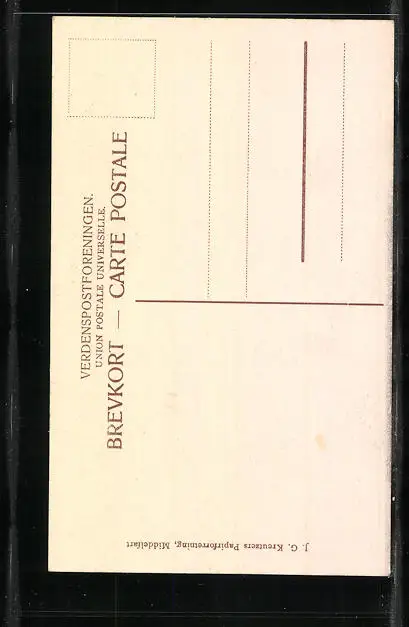 VERDENSPOSTFORENINGEN.
UNION POSTALE UNIVERSELLE.
BREVKORT — CARTE POSTALE
J. G. Kreutzers Papirforretning, Middelfart